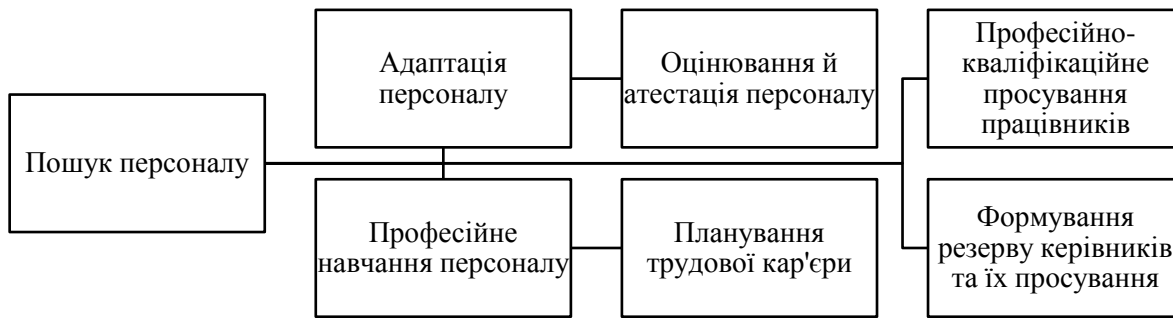 Пошук персоналу
Адаптація
персоналу
Оцінювання й
атестація персоналу
Професійно-
кваліфікаційне
просування
працівників
Професійне
навчання персоналу
Планування
трудової кар'єри
Формування
резерву керівників
та їх просування